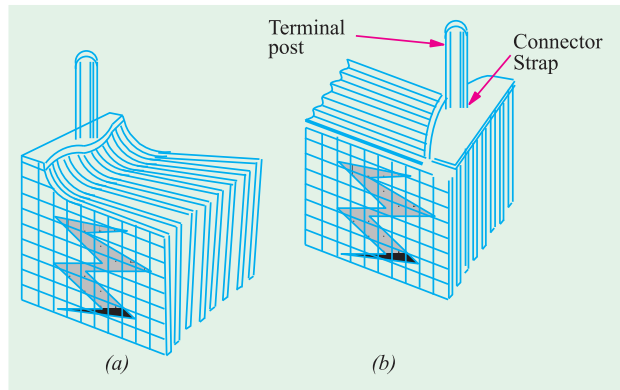 Terminal
post
Connector
Strap
(a)
(b)